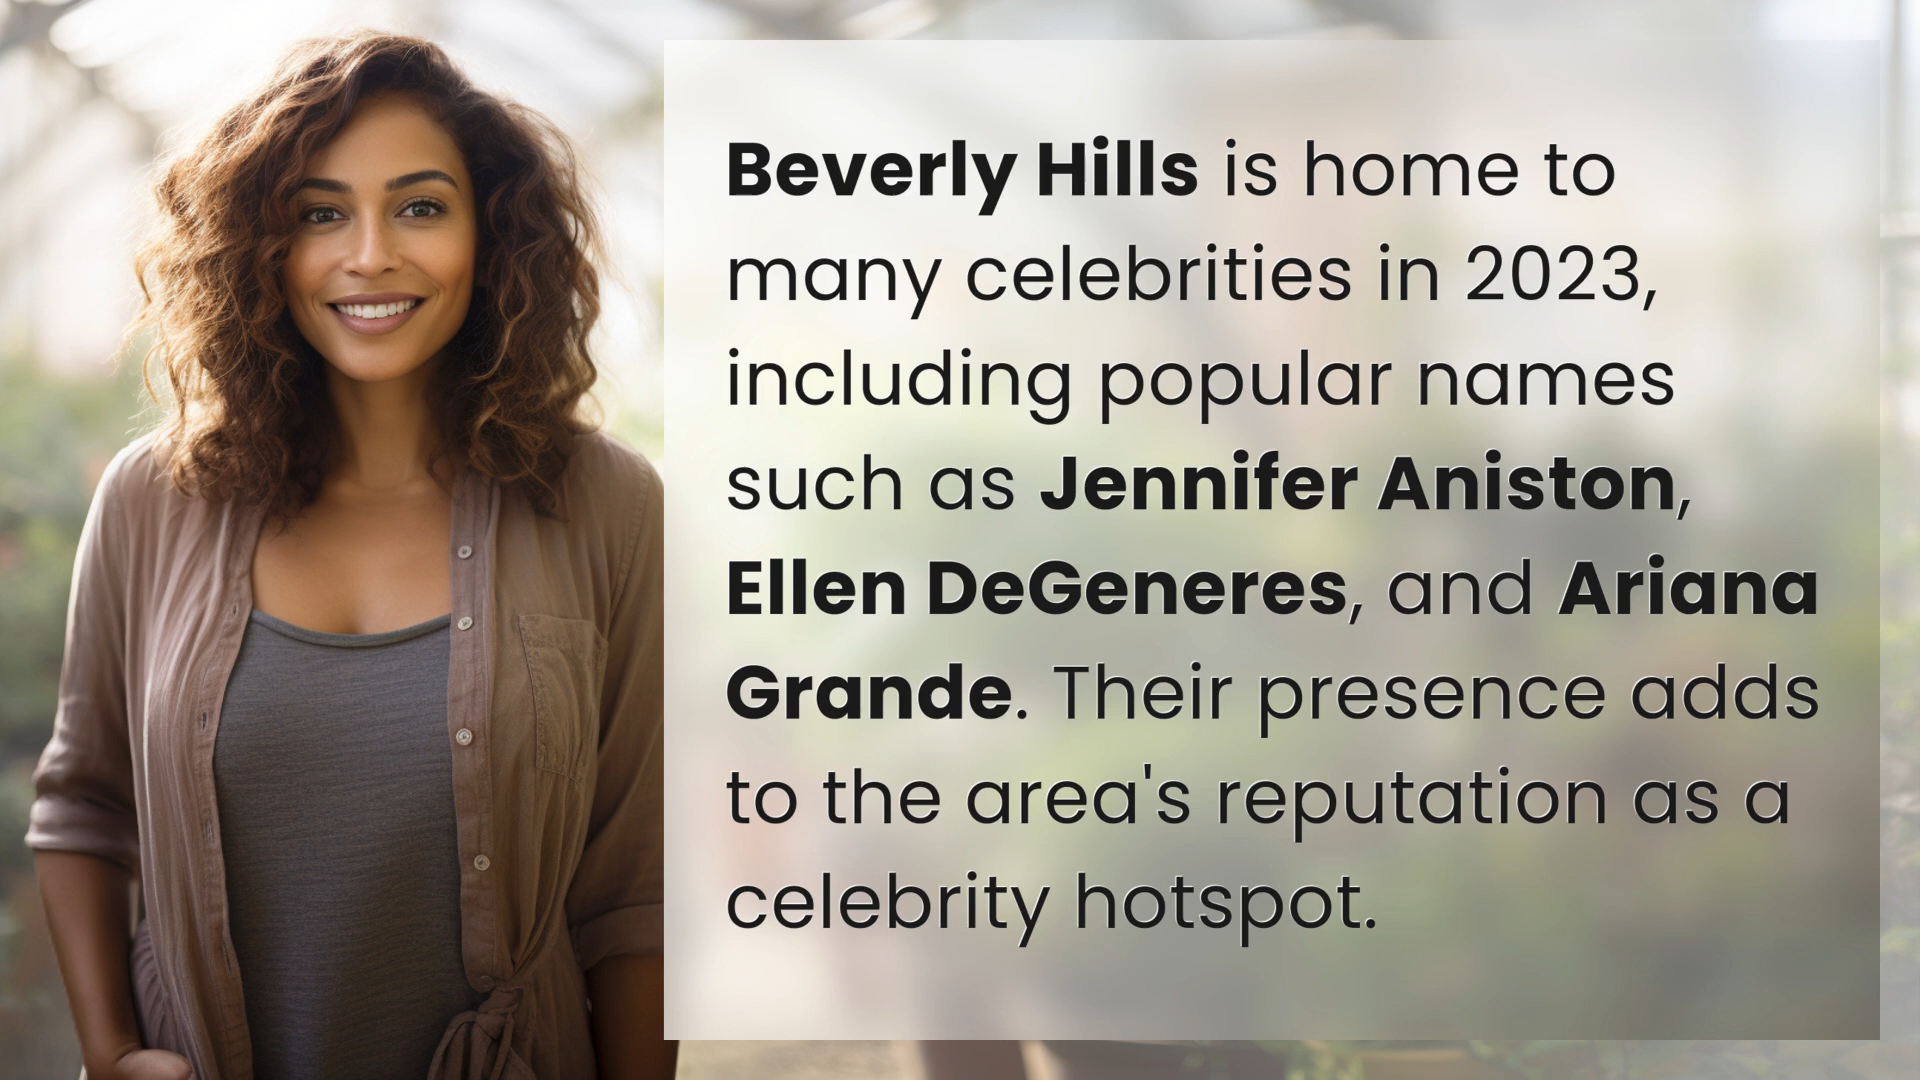 Beverly Hills is home to
many celebrities in 2023,
including popular names
such as Jennifer Aniston,
Ellen DeGeneres, and Ariana
Grande. Their presence adds
to the area's reputation as a
celebrity hotspot.